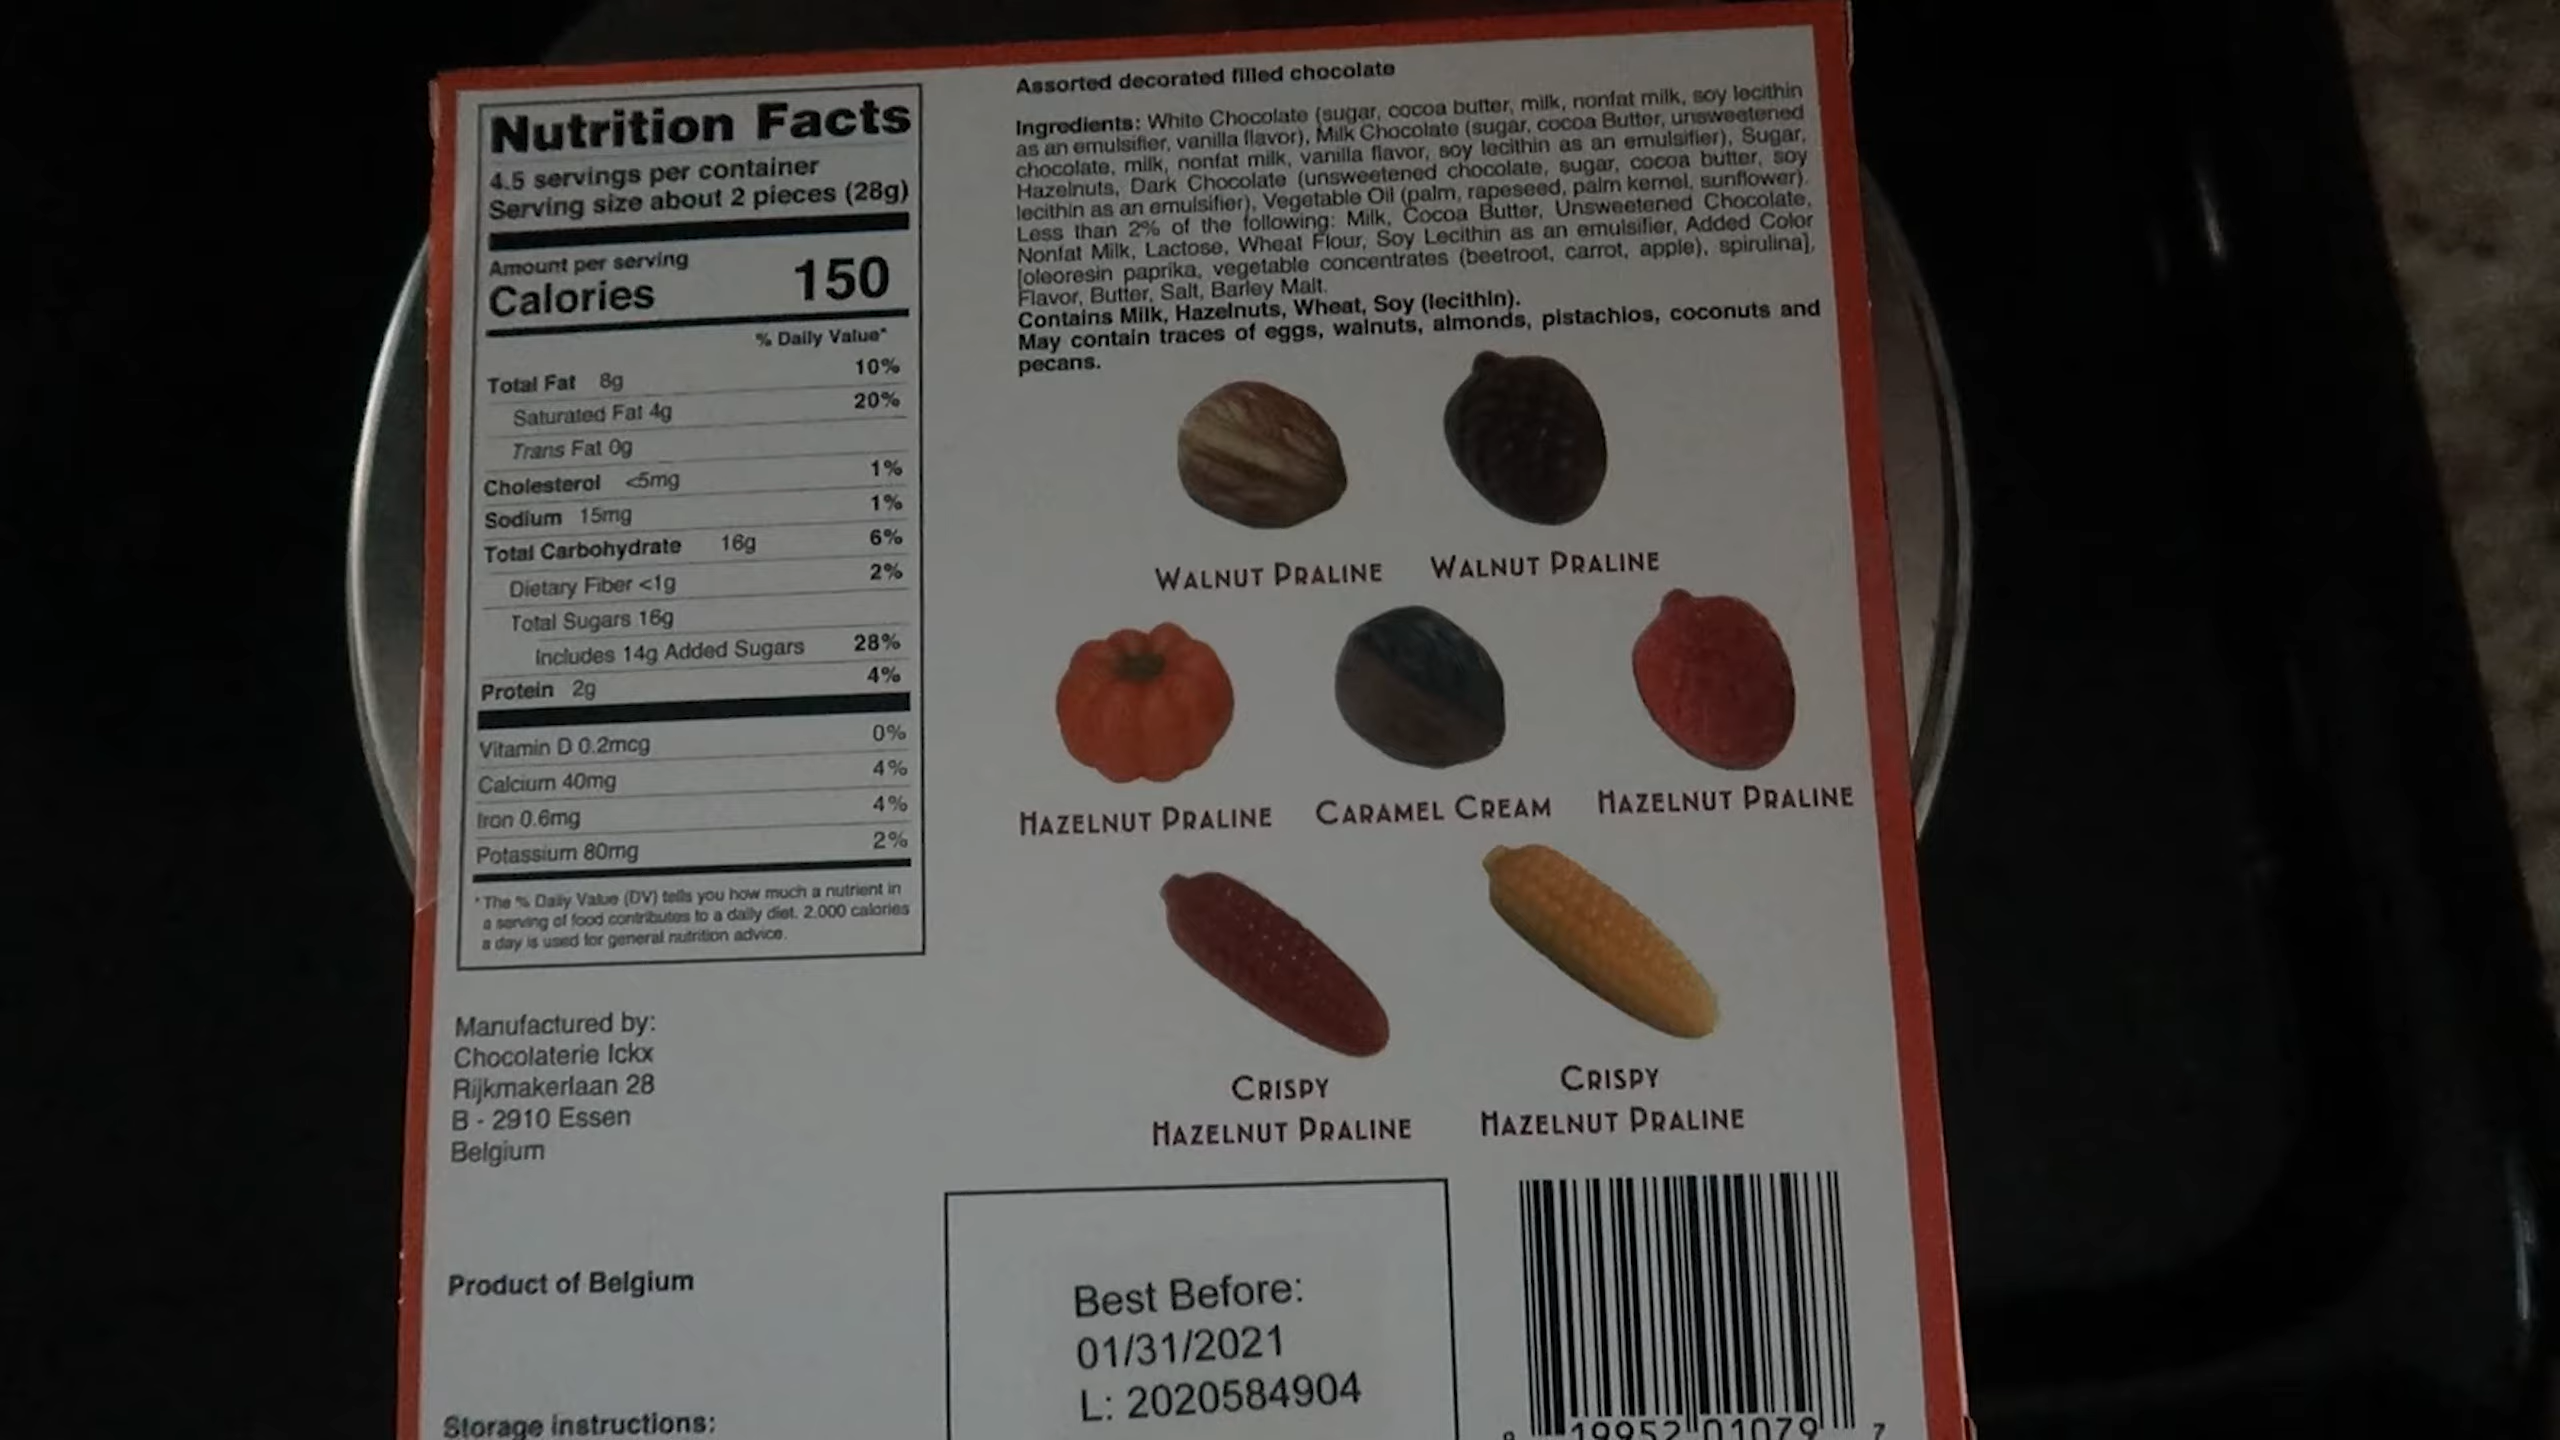 Nutrition Facts
4.5 servings per container
Serving size about 2 pieces (28g)
Amount per serving
Calories 150
% Daily Value*
Total Fat 8g 10%
Saturated Fat 4g 20%
Trans Fat 0g
Cholesterol <5mg 1%
Sodium 15mg 1%
Total Carbohydrate 16g 6%
Dietary Fiber <1g 2%
Total Sugars 16g
Includes 14g Added Sugars 28%
Protein 2g 4%
Vitamin D 0.2mcg 0%
Calcium 40mg 4%
Iron 0.6mg 4%
Potassium 80mg 2%
*The % Daily Value (DV) tells you how much a nutrient in
a serving of food contributes to a daily diet. 2,000 calories
a day is used for general nutrition advice.
Manufactured by:
Chocolaterie Ickx
Rijkmakerlaan 28
B - 2910 Essen
Belgium
Product of Belgium
Storage instructions:
Assorted decorated filled chocolate
Ingredients: White Chocolate (sugar, cocoa butter, milk, nonfat milk, soy lecithin
as an emulsifier, vanilla flavor), Milk Chocolate (sugar, cocoa Butter, unsweetened
chocolate, milk, nonfat milk, vanilla flavor, soy lecithin as an emulsifier), Sugar,
Hazelnuts, Dark Chocolate (unsweetened chocolate, sugar, cocoa butter, soy
lecithin as an emulsifier), Vegetable Oil (palm, rapeseed, palm kernel, sunflower).
Less than 2% of the following: Milk, Cocoa Butter, Unsweetened Chocolate,
Nonfat Milk, Lactose, Wheat Flour, Soy Lecithin as an emulsifier, Added Color
[oleoresin paprika, vegetable concentrates (beetroot, carrot, apple), spirulina],
Flavor, Butter, Salt, Barley Malt.
Contains Milk, Hazelnuts, Wheat, Soy (lecithin).
May contain traces of eggs, walnuts, almonds, pistachios, coconuts and
pecans.
WALNUT PRALINE WALNUT PRALINE
HAZELNUT PRALINE CARAMEL CREAM HAZELNUT PRALINE
CRISPY
HAZELNUT PRALINE
CRISPY
HAZELNUT PRALINE
Best Before:
01/31/2021
L: 2020584904
19952 01079 7